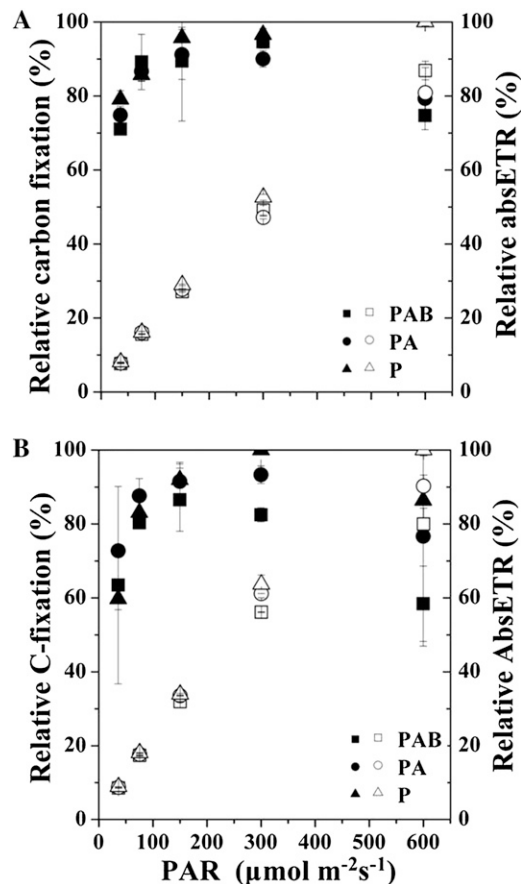 A
Relative carbon fixation (%)
100
80
60
40
20
0
Relative absETR (%)
100
80
60
40
20
0
PAB
PA
P
B
Relative C-fixation (%)
100
80
60
40
20
0
Relative AbsETR (%)
100
80
60
40
20
0
PAB
PA
P
0 100 200 300 400 500 600
PAR (μmol m⁻²s⁻¹)